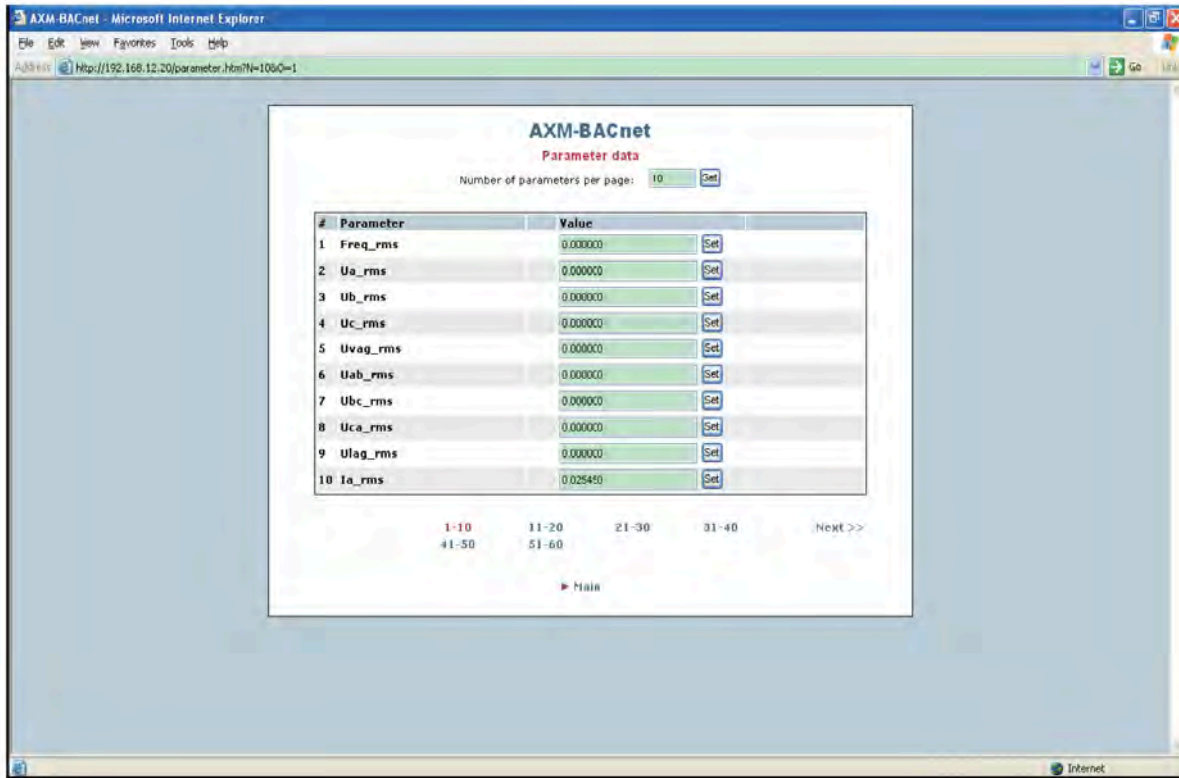 AXM-BACnet - Microsoft Internet Explorer
File Edit View Favorites Tools Help
Address http://192.168.12.20/parameter.htm?N=10&O=1 Go Links
AXM-BACnet
Parameter data
Number of parameters per page: 10 Set
# Parameter Value
1 Freq_rms 0.000000 Set
2 Ua_rms 0.000000 Set
3 Ub_rms 0.000000 Set
4 Uc_rms 0.000000 Set
5 Uvag_rms 0.000000 Set
6 Uab_rms 0.000000 Set
7 Ubc_rms 0.000000 Set
8 Uca_rms 0.000000 Set
9 Ulag_rms 0.000000 Set
10 Ia_rms Set
1-10 11-20 21-30 31-40 Next >>
41-50 51-60
Main
Internet